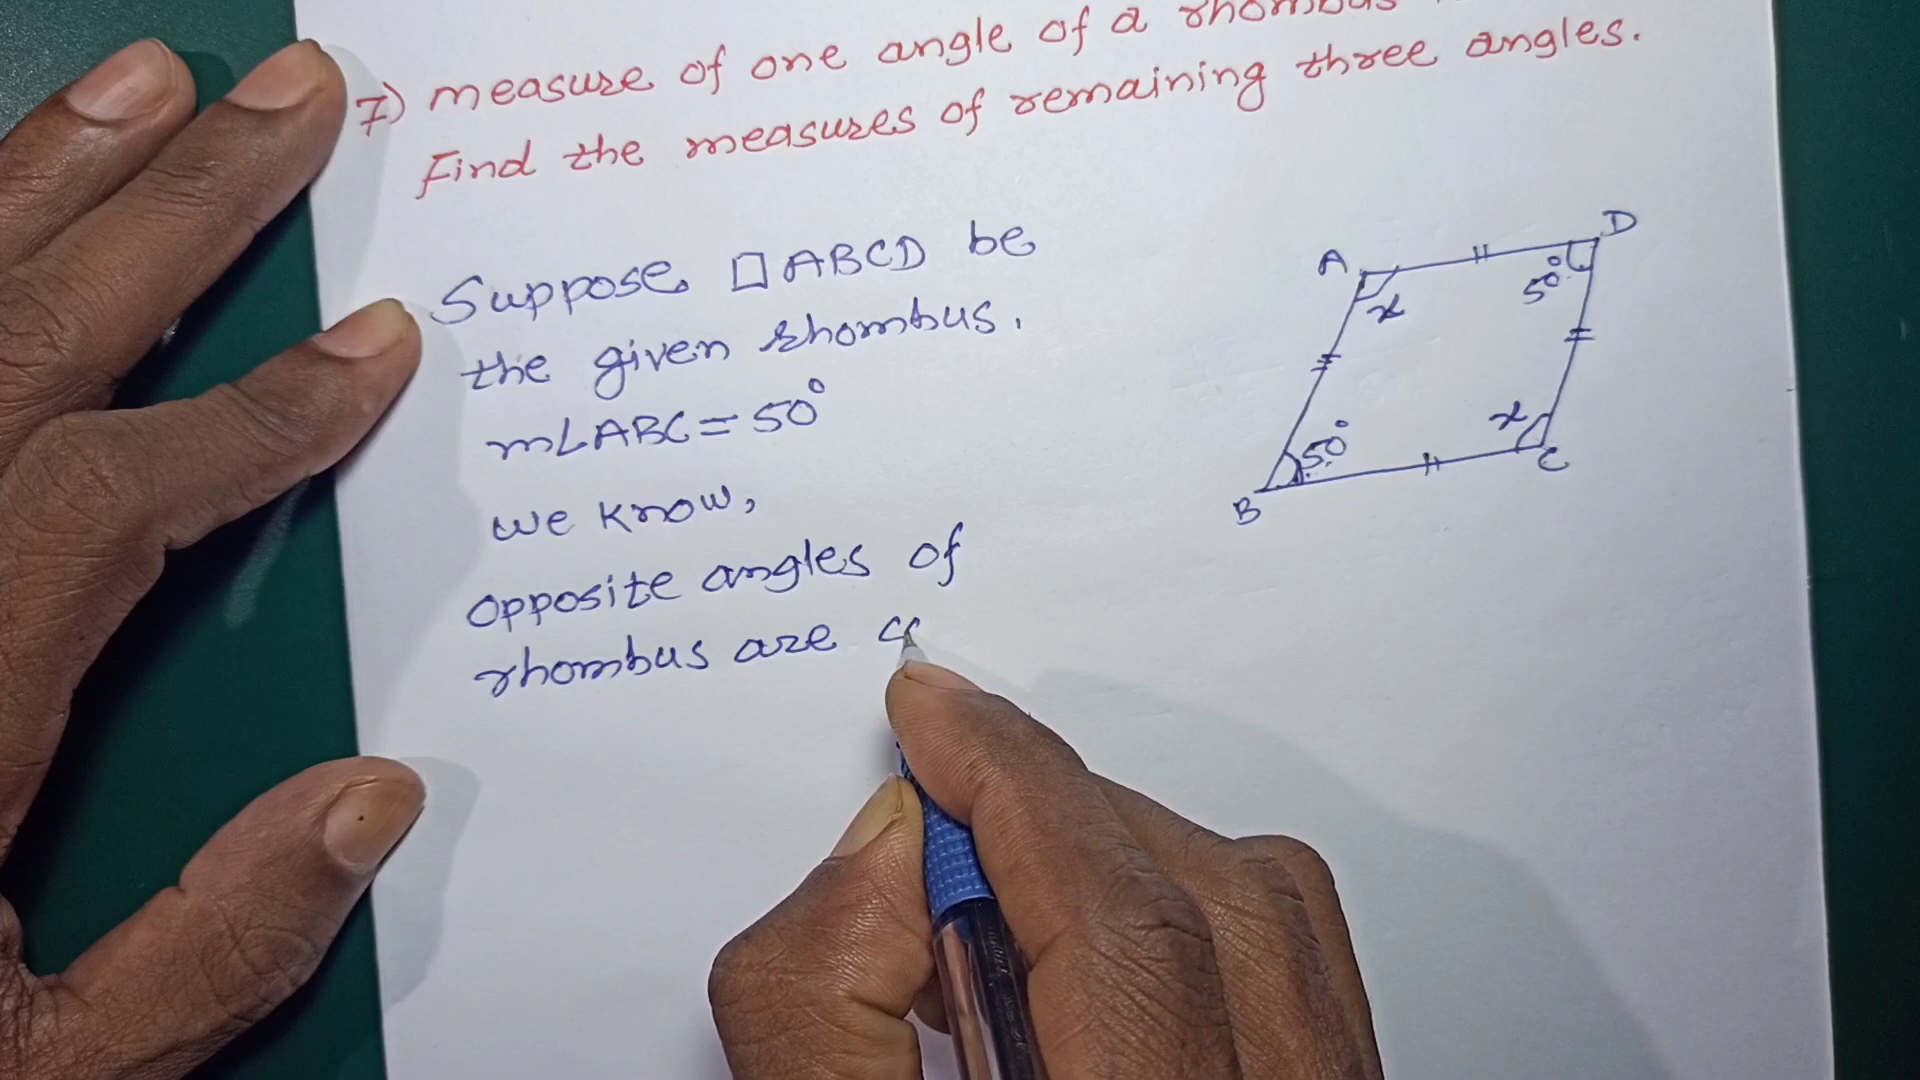 7) measure of one angle of a rhombus
Find the measures of remaining three angles.
Suppose □ABCD be
the given rhombus.
m∠ABC = 50°
we know,
opposite angles of
rhombus are
A
D
50°
x
x
50°
B
C